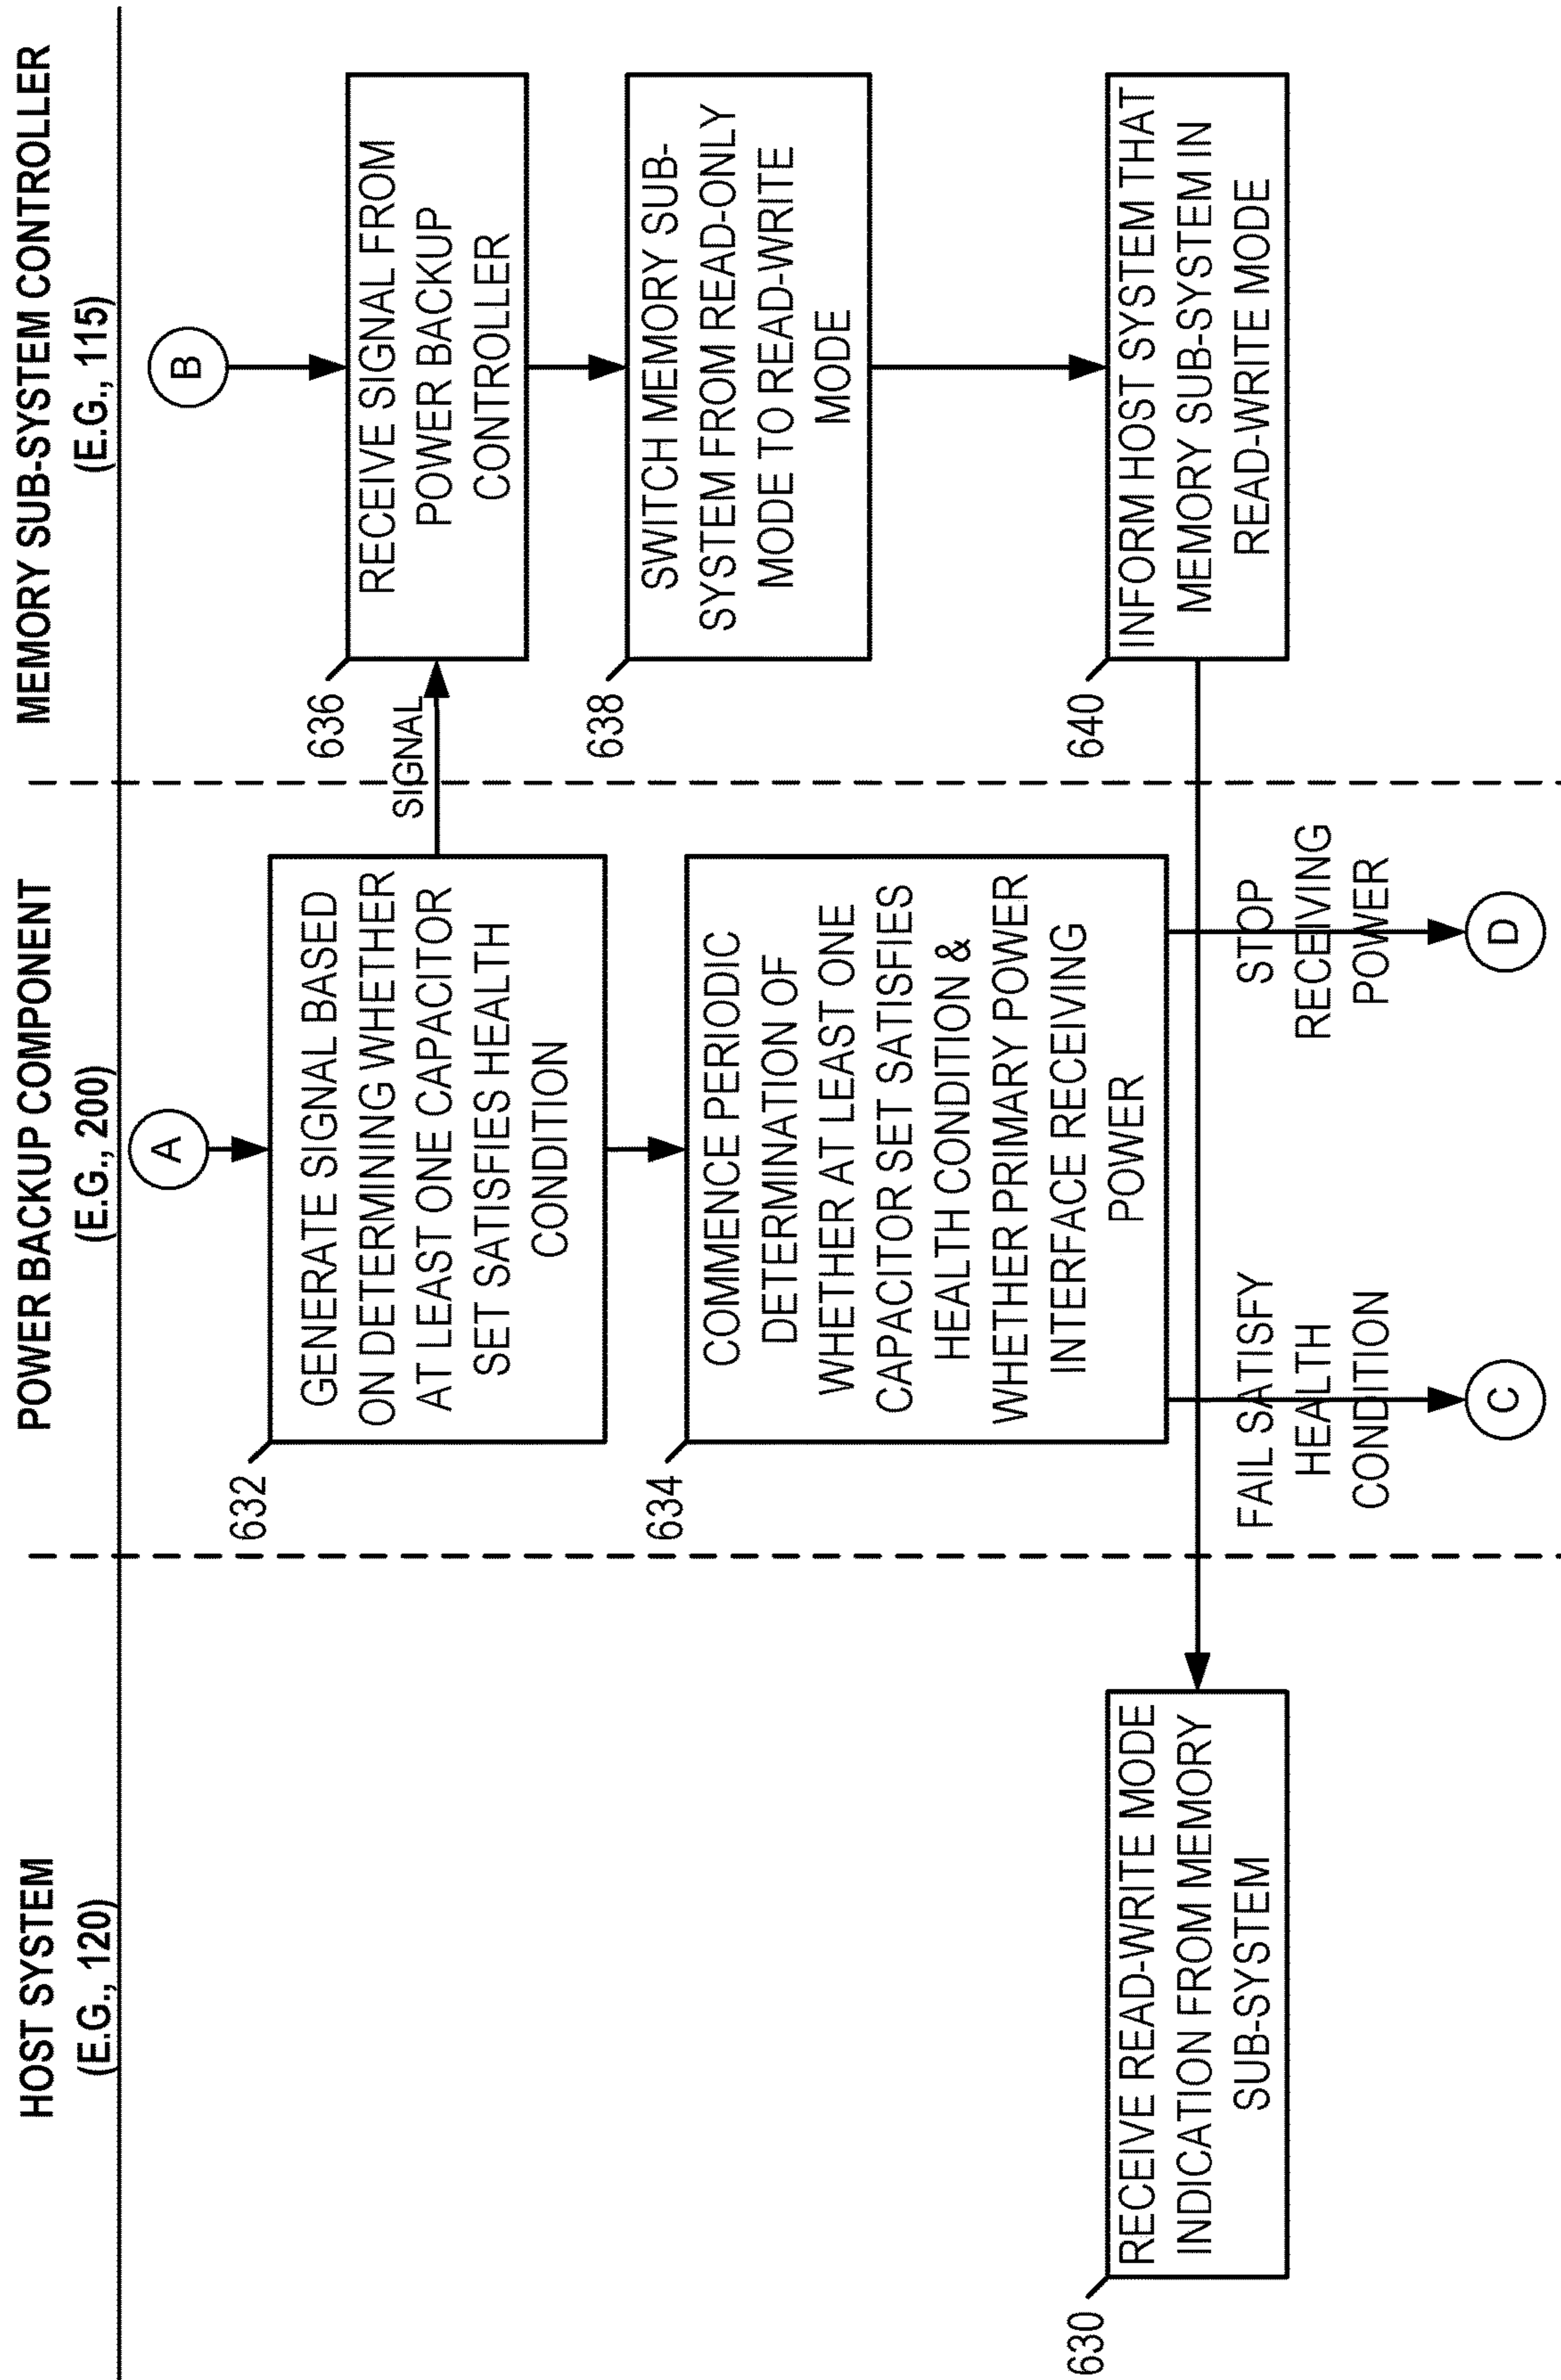 HOST SYSTEM
(E.G., 120)
POWER BACKUP COMPONENT
(E.G., 200)
MEMORY SUB-SYSTEM CONTROLLER
(E.G., 115)
A
B
632
GENERATE SIGNAL BASED
ON DETERMINING WHETHER
AT LEAST ONE CAPACITOR
SET SATISFIES HEALTH
CONDITION
SIGNAL
636
RECEIVE SIGNAL FROM
POWER BACKUP
CONTROLLER
634
COMMENCE PERIODIC
DETERMINATION OF
WHETHER AT LEAST ONE
CAPACITOR SET SATISFIES
HEALTH CONDITION &
WHETHER PRIMARY POWER
INTERFACE RECEIVING
POWER
638
SWITCH MEMORY SUB-
SYSTEM FROM READ-ONLY
MODE TO READ-WRITE
MODE
630
RECEIVE READ-WRITE MODE
INDICATION FROM MEMORY
SUB-SYSTEM
640
INFORM HOST SYSTEM THAT
MEMORY SUB-SYSTEM IN
READ-WRITE MODE
FAIL SATISFY
HEALTH
CONDITION
STOP
RECEIVING
POWER
C
D